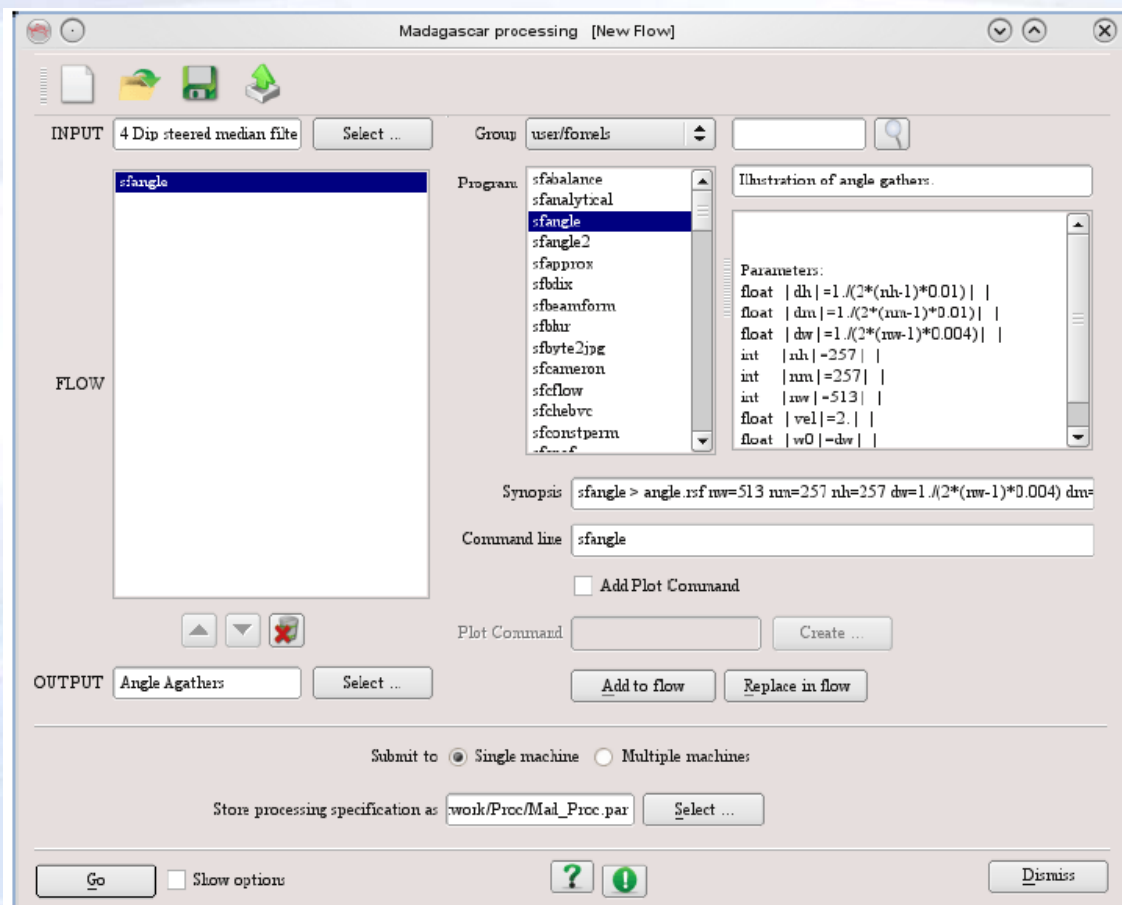 Madagascar processing [New Flow]
INPUT
4 Dip steered median filte
Select ...
Group
user/fomels
sfangle
Program
sfabalance
sfanalytical
sfangle
sfangle2
sfapprox
sfbdix
sfbeamform
sfbhr
sfbyte2jpg
sfcameron
sfcflow
sfchebvc
sfconstperm
Illustration of angle gathers.
Parameters:
float |dh|=1./(2*(nh-1)*0.01)| |
float |dm|=1./(2*(nm-1)*0.01)| |
float |dw|=1./(2*(nw-1)*0.004)| |
int |nh|=257| |
int |nm|=257| |
int |nw|=513| |
float |vel|=2.| |
float |w0|=dw| |
FLOW
Synopsis
sfangle > angle.rsf nw=513 nm=257 nh=257 dw=1./(2*(nw-1)*0.004) dm=
Command line
sfangle
Add Plot Command
Plot Command
Create ...
OUTPUT
Angle Agathers
Select ...
Add to flow
Replace in flow
Submit to
Single machine
Multiple machines
Store processing specification as
work/Proc/Mad_Proc.par
Select ...
Go
Show options
Dismiss